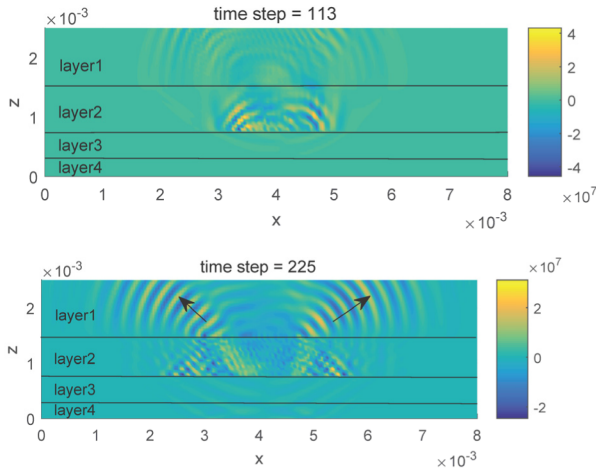 time step = 113
×10⁻³
2
1
0
z
layer1
layer2
layer3
layer4
0 1 2 3 4 5 6 7 8
x
×10⁻³
4
2
0
-2
-4
×10⁷
time step = 225
×10⁻³
2
1
0
z
layer1
layer2
layer3
layer4
0 1 2 3 4 5 6 7 8
x
×10⁻³
×10⁷
2
0
-2